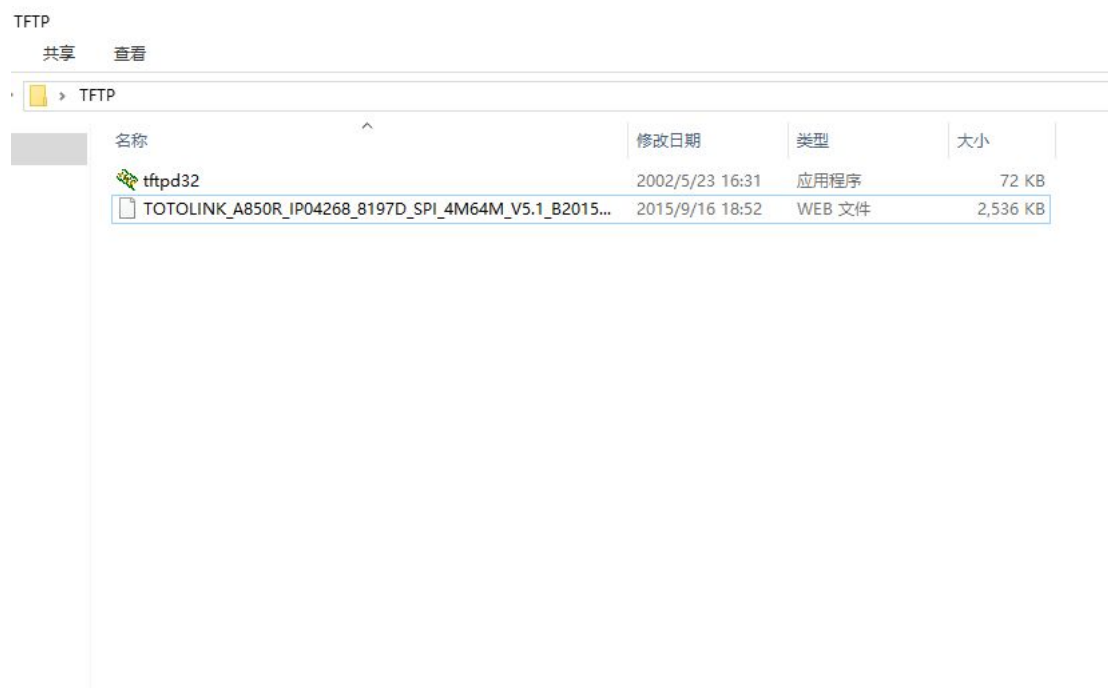 TFTP
共享 查看
TFTP
名称 修改日期 类型 大小
tftpd32 2002/5/23 16:31 应用程序 72 KB
TOTOLINK_A850R_IP04268_8197D_SPI_4M64M_V5.1_B2015... 2015/9/16 18:52 WEB 文件 2,536 KB